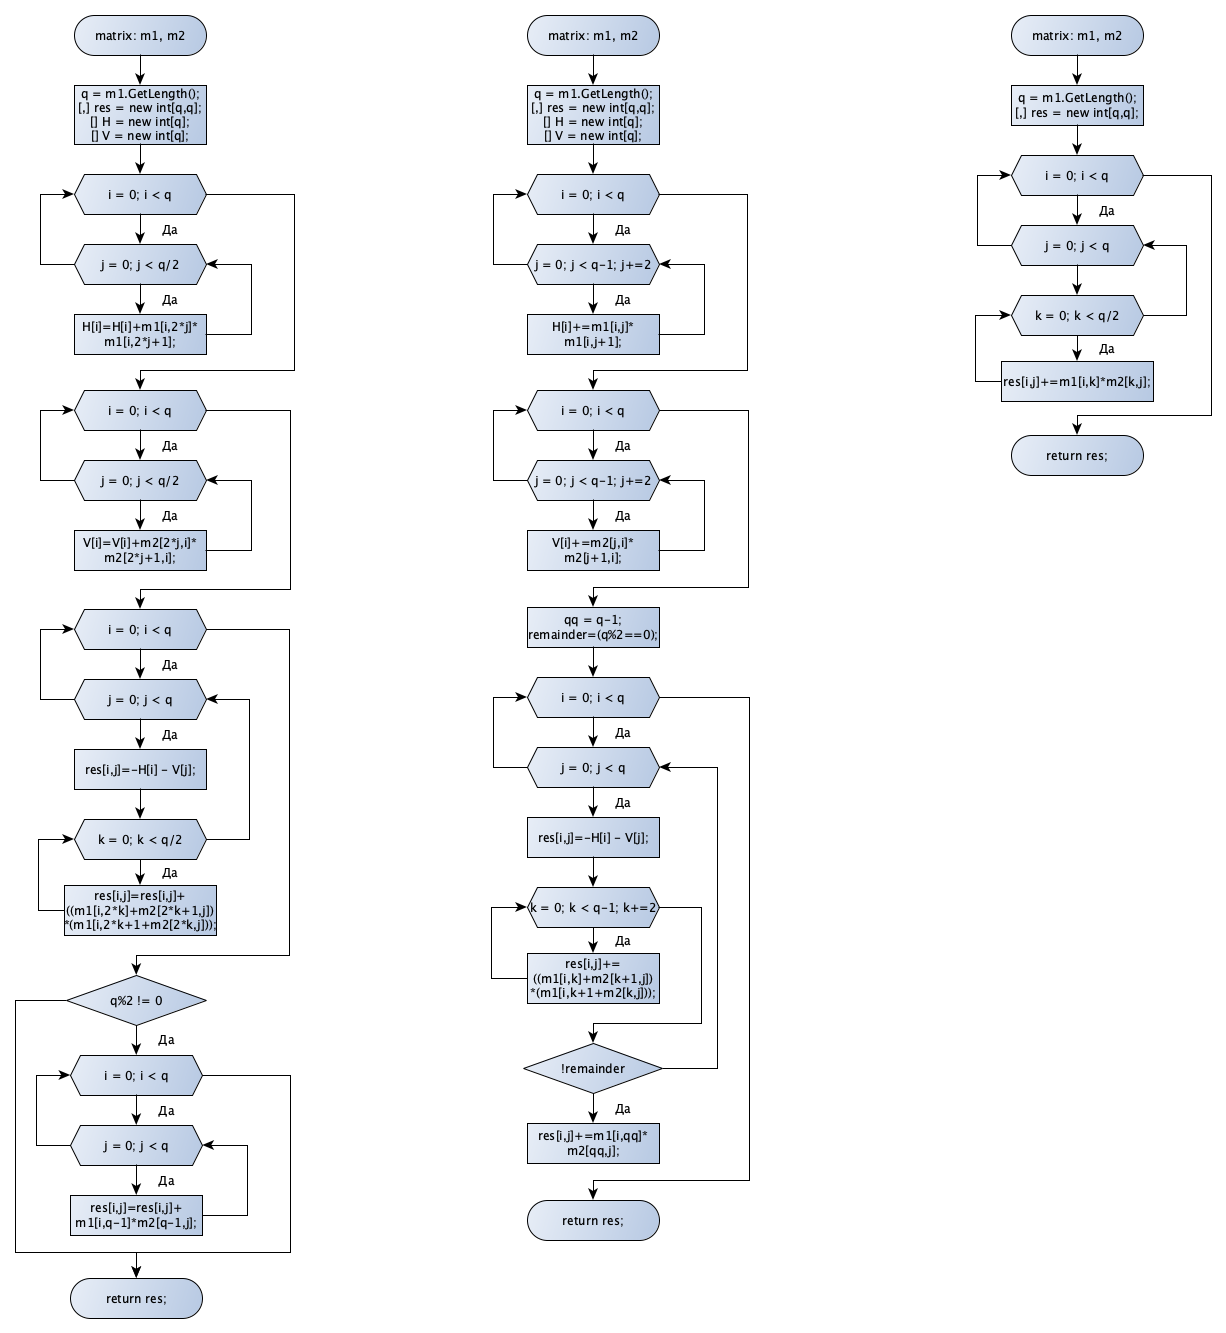 matrix: m1, m2
q = m1.GetLength();
[,] res = new int[q,q];
[] H = new int[q];
[] V = new int[q];
i = 0; i < q
Да
j = 0; j < q/2
Да
H[i]=H[i]+m1[i,2*j]*
m1[i,2*j+1];
i = 0; i < q
Да
j = 0; j < q/2
Да
V[i]=V[i]+m2[2*j,i]*
m2[2*j+1,i];
i = 0; i < q
Да
j = 0; j < q
Да
res[i,j]=-H[i] - V[j];
k = 0; k < q/2
Да
res[i,j]=res[i,j]+
((m1[i,2*k]+m2[2*k+1,j])
*(m1[i,2*k+1+m2[2*k,j]));
q%2 != 0
Да
i = 0; i < q
Да
j = 0; j < q
Да
res[i,j]=res[i,j]+
m1[i,q-1]*m2[q-1,j];
return res;
matrix: m1, m2
q = m1.GetLength();
[,] res = new int[q,q];
[] H = new int[q];
[] V = new int[q];
i = 0; i < q
Да
j = 0; j < q-1; j+=2
Да
H[i]+=m1[i,j]*
m1[i,j+1];
i = 0; i < q
Да
j = 0; j < q-1; j+=2
Да
V[i]+=m2[j,i]*
m2[j+1,i];
qq = q-1;
remainder=(q%2==0);
i = 0; i < q
Да
j = 0; j < q
Да
res[i,j]=-H[i] - V[j];
k = 0; k < q-1; k+=2
Да
res[i,j]+=
((m1[i,k]+m2[k+1,j])
*(m1[i,k+1+m2[k,j]));
!remainder
Да
res[i,j]+=m1[i,qq]*
m2[qq,j];
return res;
matrix: m1, m2
q = m1.GetLength();
[,] res = new int[q,q];
i = 0; i < q
Да
j = 0; j < q
k = 0; k < q/2
Да
res[i,j]+=m1[i,k]*m2[k,j];
return res;